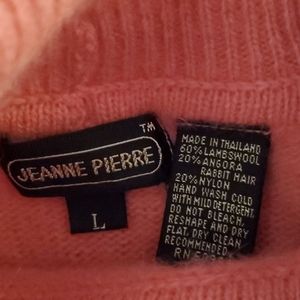 TM
JEANNE PIERRE
L
MADE IN THAILAND
60% LAMBSWOOL
20% ANGORA
RABBIT HAIR
20% NYLON
HAND WASH COLD
WITH MILD DETERGENT.
DO NOT BLEACH.
RESHAPE AND DRY
FLAT, DRY CLEAN
RECOMMENDED.
RN